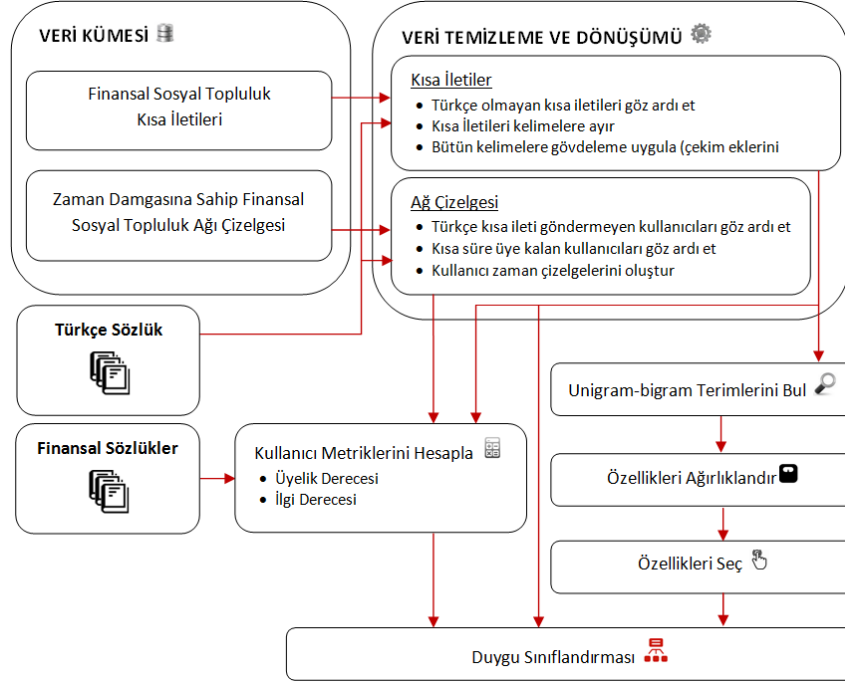 VERİ KÜMESİ
Finansal Sosyal Topluluk
Kısa İletileri
Zaman Damgasına Sahip Finansal
Sosyal Topluluk Ağı Çizelgesi
VERİ TEMİZLEME VE DÖNÜŞÜMÜ
Kısa İletiler
• Türkçe olmayan kısa iletileri göz ardı et
• Kısa İletileri kelimelere ayır
• Bütün kelimelere gövdeleme uygula (çekim eklerini
Ağ Çizelgesi
• Türkçe kısa ileti göndermeyen kullanıcıları göz ardı et
• Kısa süre üye kalan kullanıcıları göz ardı et
• Kullanıcı zaman çizelgelerini oluştur
Türkçe Sözlük
Finansal Sözlükler
Kullanıcı Metriklerini Hesapla
• Üyelik Derecesi
• İlgi Derecesi
Unigram-bigram Terimlerini Bul
Özellikleri Ağırlıklandır
Özellikleri Seç
Duygu Sınıflandırması